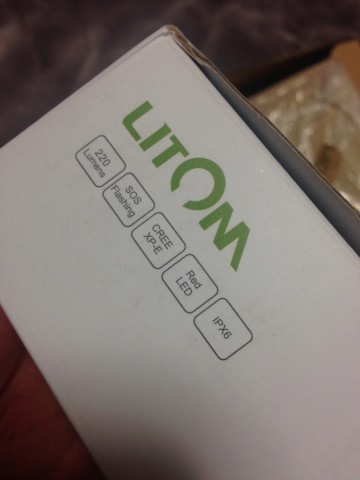 LITOM
220
Lumens
SOS
Flashing
CREE
XP-E
Red
LED
IPX6